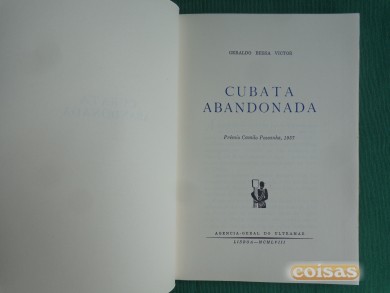 GERALDO BESSA VICTOR
CUBATA
ABANDONADA
Prémio Camilo Pessanha, 1957
AGÊNCIA-GERAL DO ULTRAMAR
LISBOA—MCMLVIII
coisas